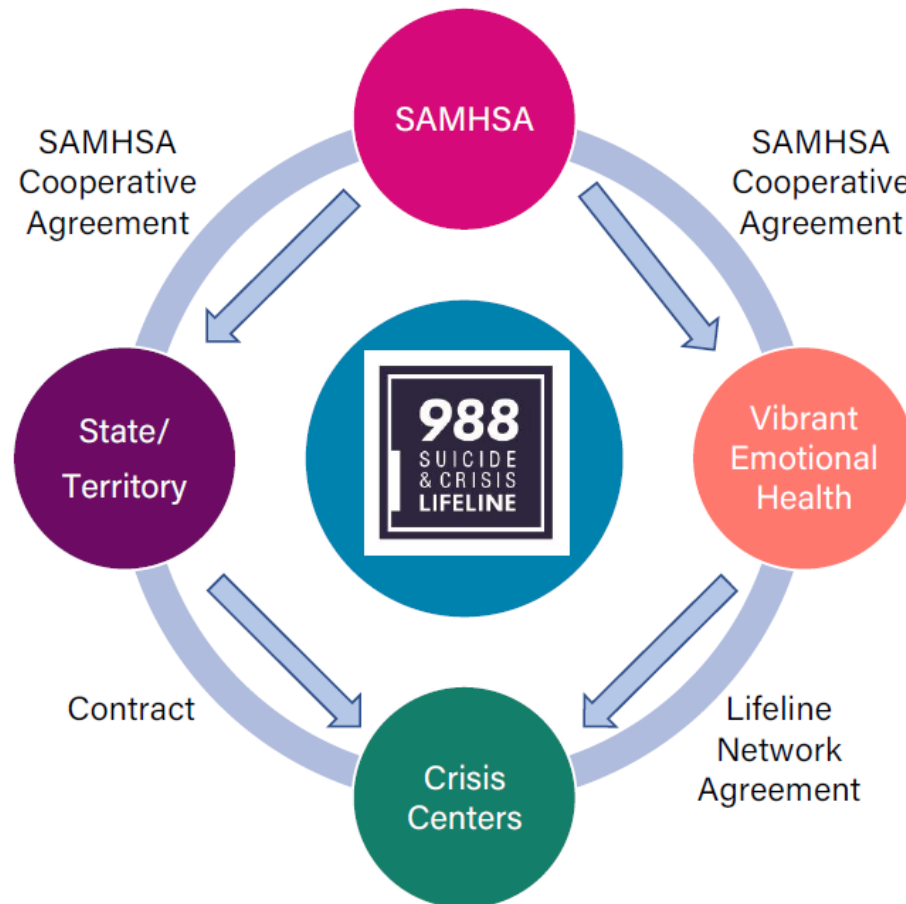 SAMHSA
SAMHSA
Cooperative
Agreement
SAMHSA
Cooperative
Agreement
State/
Territory
988
SUICIDE
& CRISIS
LIFELINE
Vibrant
Emotional
Health
Contract
Lifeline
Network
Agreement
Crisis
Centers